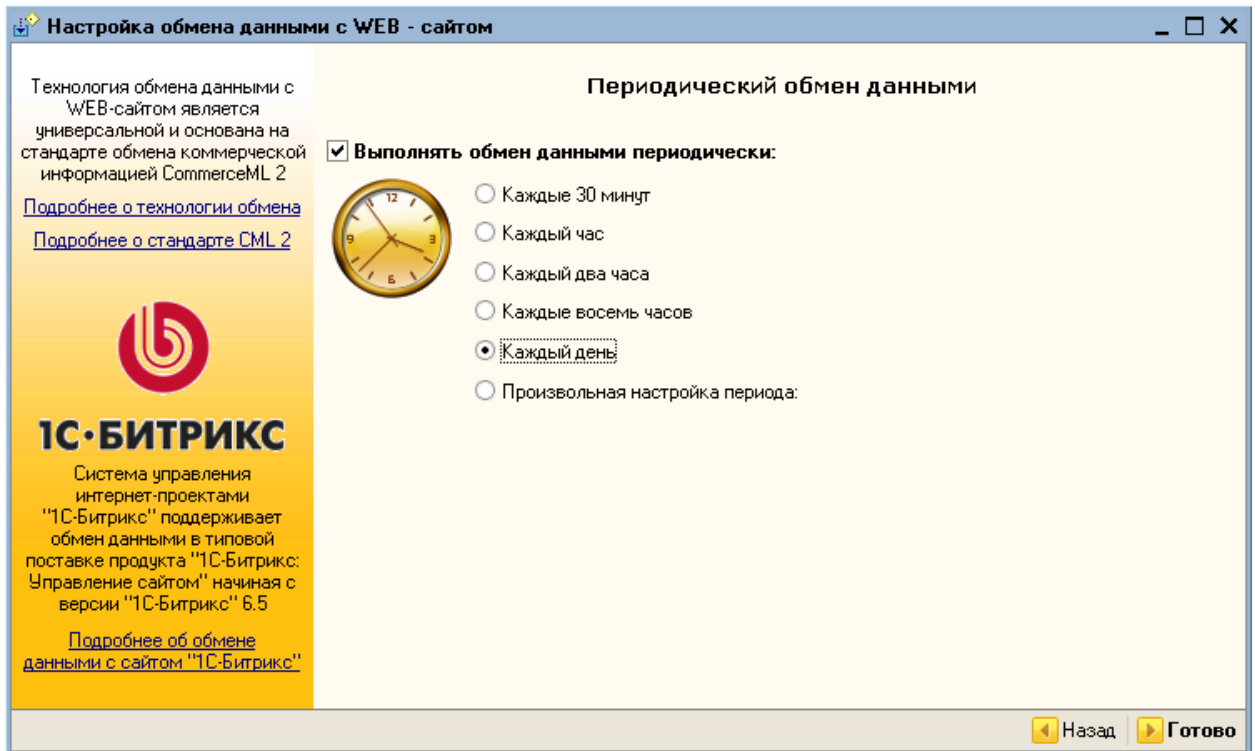 Настройка обмена данными с WEB - сайтом
Технология обмена данными с
WEB-сайтом является
универсальной и основана на
стандарте обмена коммерческой
информацией CommerceML 2
Подробнее о технологии обмена
Подробнее о стандарте CML 2
1С·БИТРИКС
Система управления
интернет-проектами
"1С-Битрикс" поддерживает
обмен данными в типовой
поставке продукта "1С-Битрикс:
Управление сайтом" начиная с
версии "1С-Битрикс" 6.5
Подробнее об обмене
данными с сайтом "1С-Битрикс"
Периодический обмен данными
Выполнять обмен данными периодически:
12
3
6
9
Каждые 30 минут
Каждый час
Каждый два часа
Каждые восемь часов
Каждый день
Произвольная настройка периода:
Назад
Готово